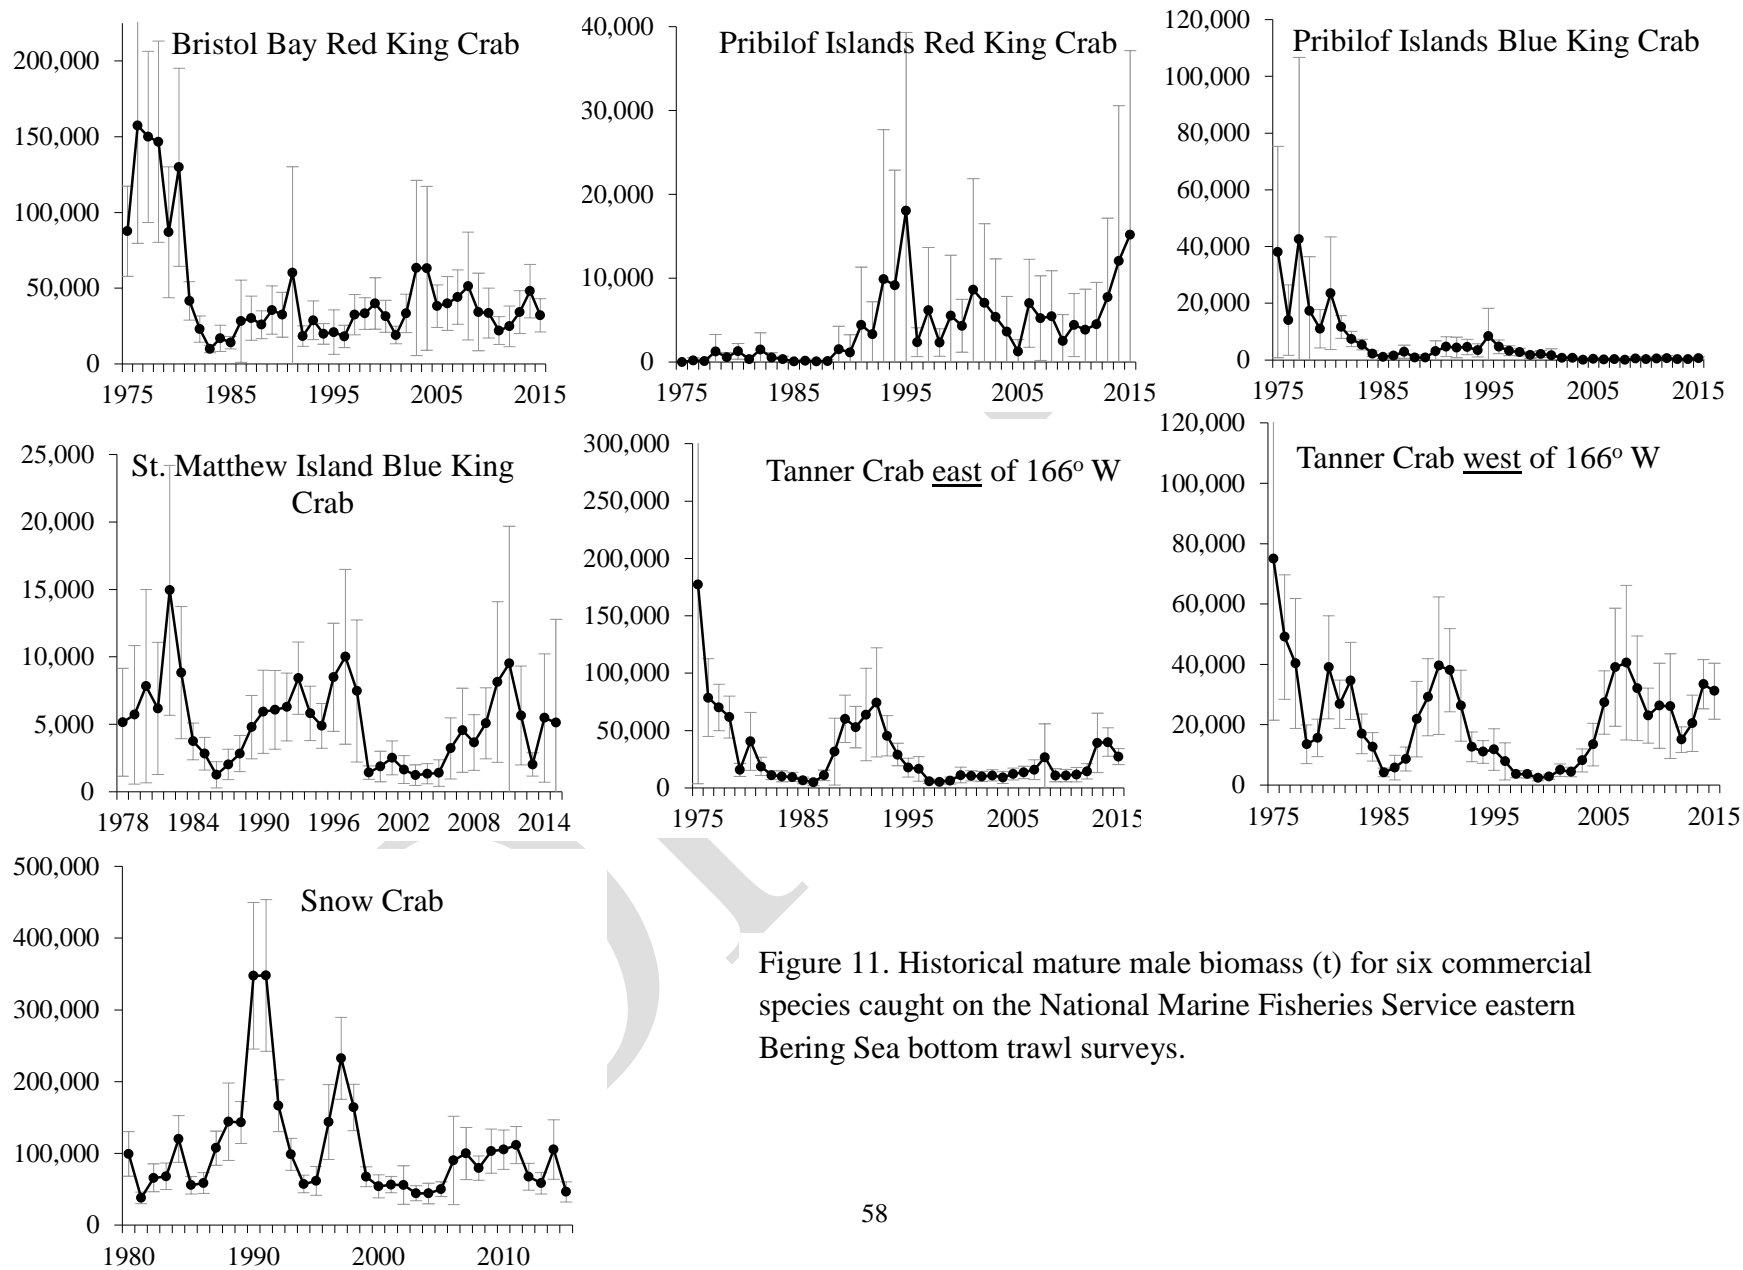 Bristol Bay Red King Crab
200,000
150,000
100,000
50,000
0
1975 1985 1995 2005 2015
Pribilof Islands Red King Crab
40,000
30,000
20,000
10,000
0
1975 1985 1995 2005 2015
Pribilof Islands Blue King Crab
120,000
100,000
80,000
60,000
40,000
20,000
0
1975 1985 1995 2005 2015
St. Matthew Island Blue King
Crab
25,000
20,000
15,000
10,000
5,000
0
1978 1984 1990 1996 2002 2008 2014
Tanner Crab east of 166º W
300,000
250,000
200,000
150,000
100,000
50,000
0
1975 1985 1995 2005 2015
Tanner Crab west of 166º W
120,000
100,000
80,000
60,000
40,000
20,000
0
1975 1985 1995 2005 2015
Snow Crab
500,000
400,000
300,000
200,000
100,000
0
1980 1990 2000 2010
Figure 11. Historical mature male biomass (t) for six commercial
species caught on the National Marine Fisheries Service eastern
Bering Sea bottom trawl surveys.
58